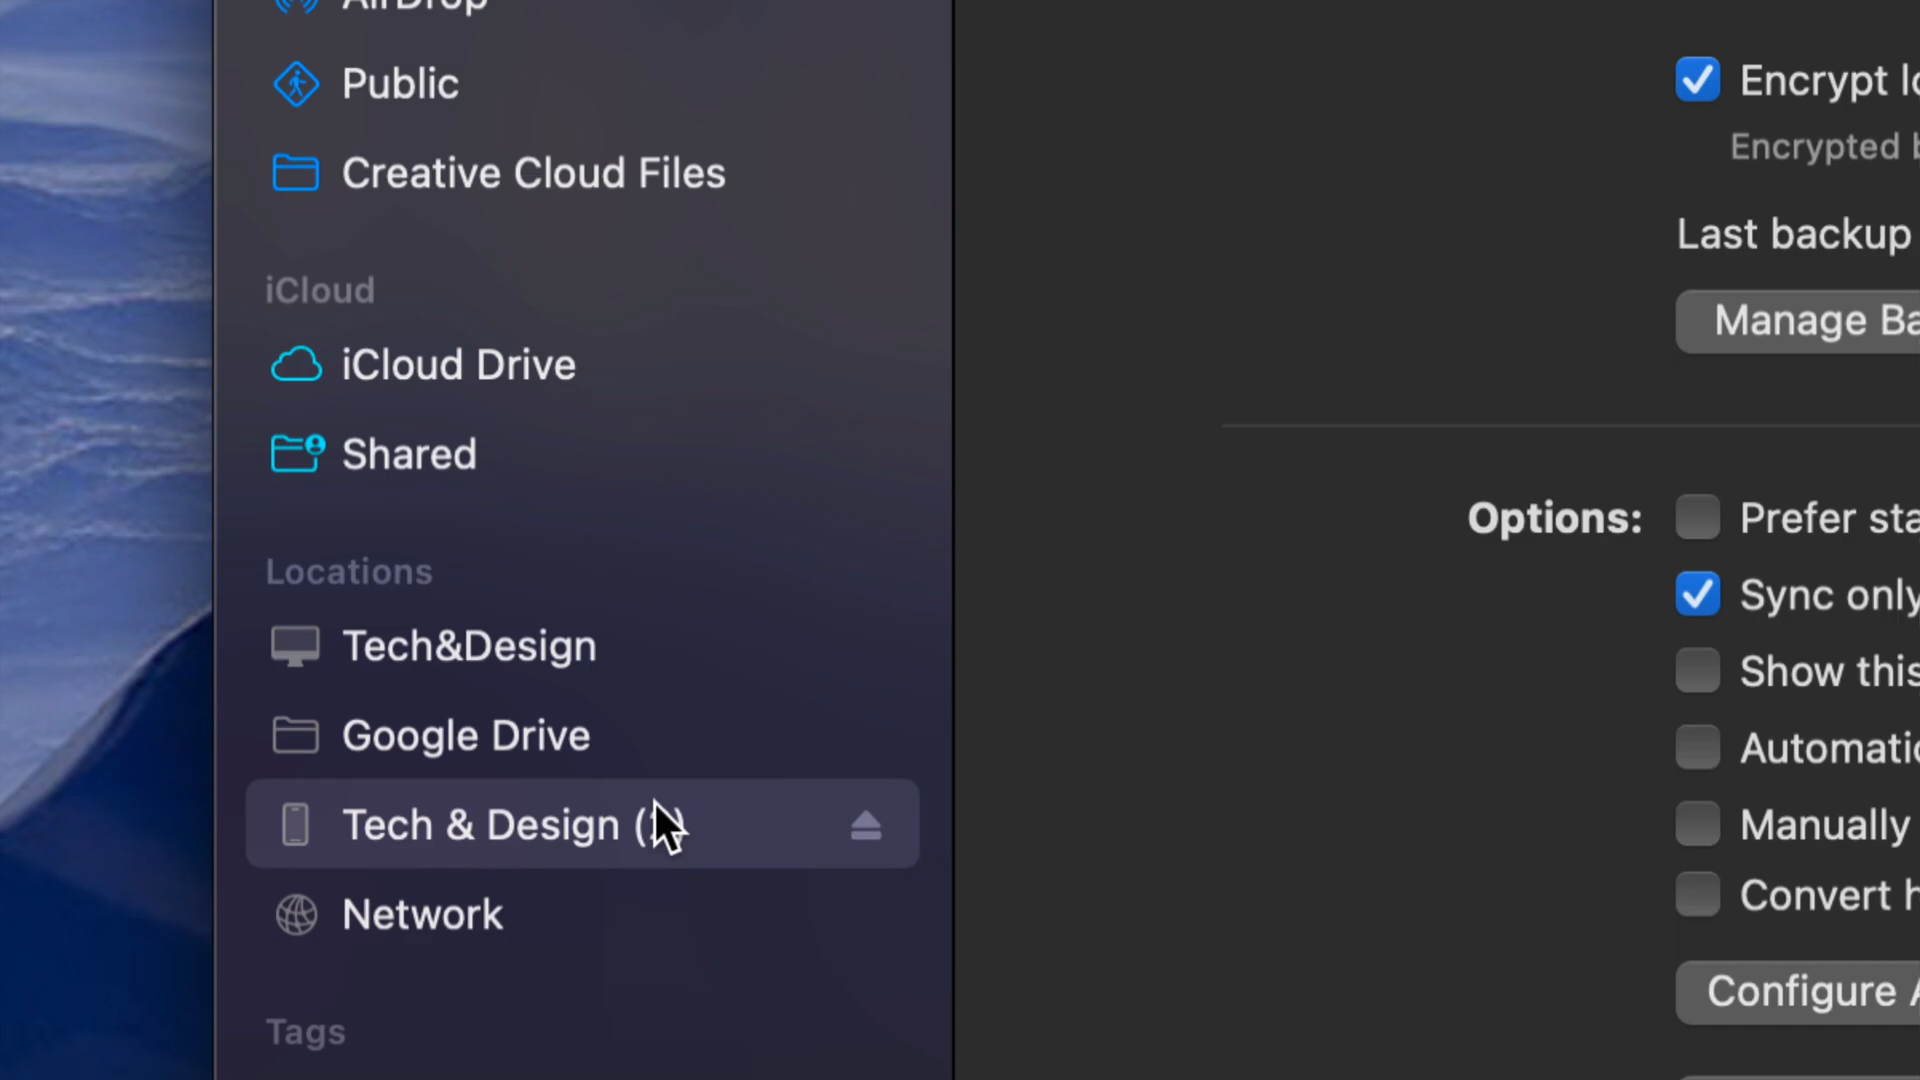 AirDrop
Public
Creative Cloud Files
iCloud
iCloud Drive
Shared
Locations
Tech&Design
Google Drive
Tech & Design (
Network
Tags
Encrypt
Encrypted
Last backup
Manage
Options:
Prefer
Sync only
Show this
Manually
Convert
Configure